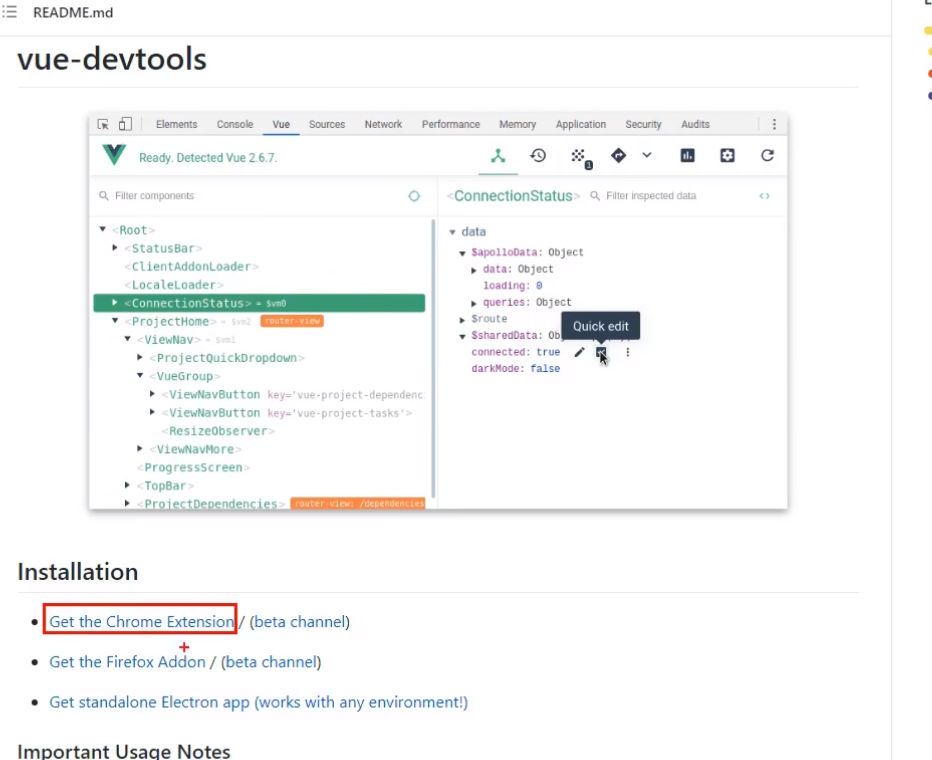 README.md
vue-devtools
Elements Console Vue Sources Network Performance Memory Application Security Audits
Ready. Detected Vue 2.6.7.
1
Filter components
<ConnectionStatus> Filter inspected data <>
<Root>
<StatusBar>
<ClientAddonLoader>
<LocaleLoader>
<ConnectionStatus> = $vm0
<ProjectHome> = $vm2 router-view
<ViewNav> = $vm1
<ProjectQuickDropdown>
<VueGroup>
<ViewNavButton key='vue-project-dependenc
<ViewNavButton key='vue-project-tasks'>
<ResizeObserver>
<ViewNavMore>
<ProgressScreen>
<TopBar>
<ProjectDependencies> router-view: /dependencies
data
$apolloData: Object
data: Object
loading: 0
queries: Object
$route
$sharedData: Ob
Quick edit
connected: true
darkMode: false
Installation
Get the Chrome Extension / (beta channel)
Get the Firefox Addon / (beta channel)
Get standalone Electron app (works with any environment!)
Important Usage Notes